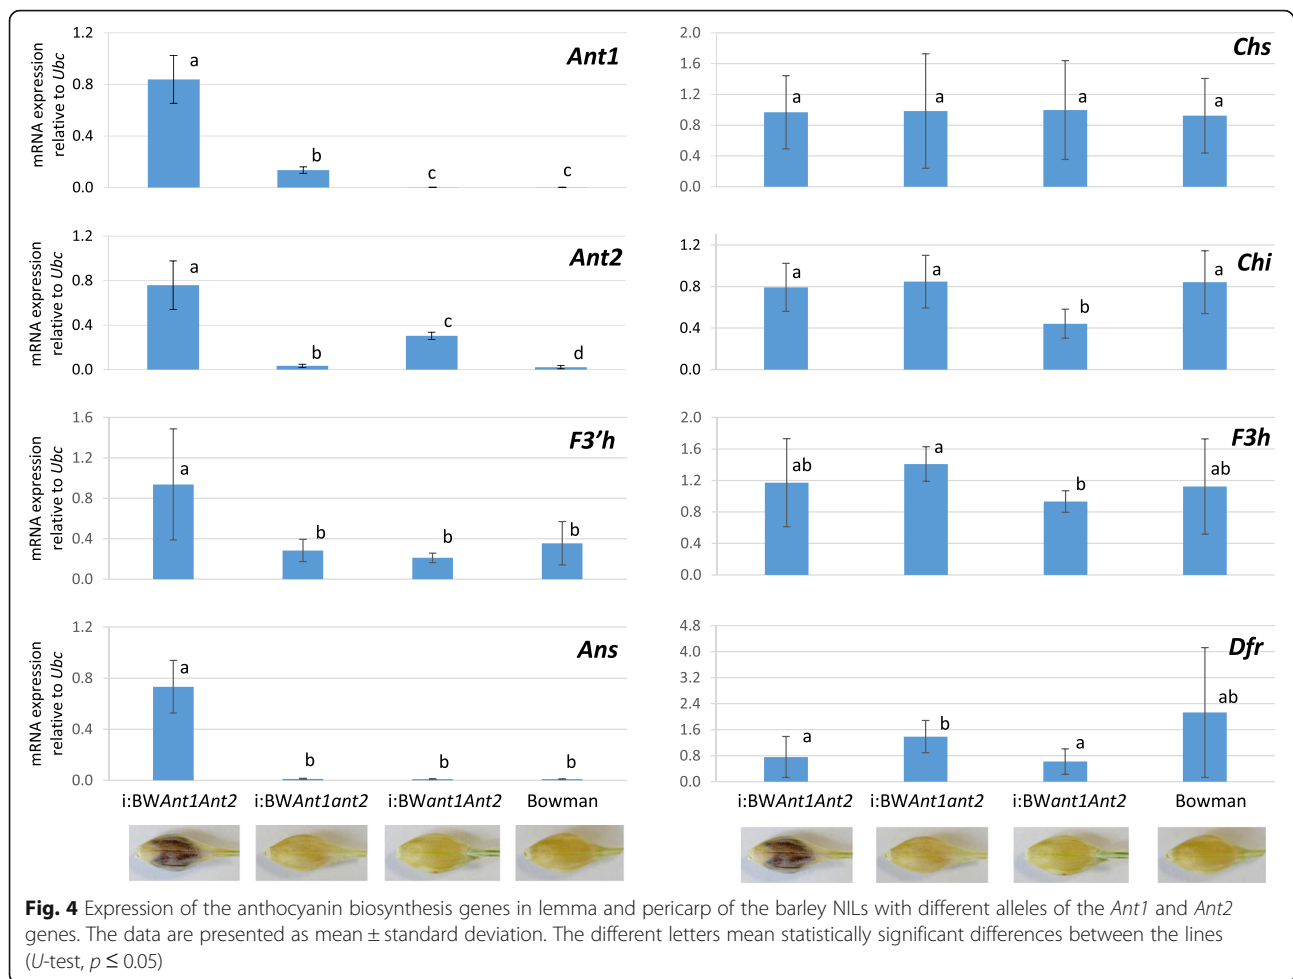 mRNA expression
relative to Ubc
1.2
0.8
0.4
0.0
a
b
c
c
Ant1
2.0
1.6
1.2
0.8
0.4
0.0
a
a
a
a
Chs
mRNA expression
relative to Ubc
1.2
0.8
0.4
0.0
a
b
c
d
Ant2
1.2
0.8
0.4
0.0
a
a
b
a
Chi
mRNA expression
relative to Ubc
1.6
1.2
0.8
0.4
0.0
a
b
b
b
F3’h
2.0
1.6
1.2
0.8
0.4
0.0
ab
a
b
ab
F3h
mRNA expression
relative to Ubc
1.2
0.8
0.4
0.0
a
b
b
b
Ans
4.8
4.0
3.2
2.4
1.6
0.8
0.0
a
b
a
ab
Dfr
i:BWAnt1Ant2 i:BWAnt1ant2 i:BWant1Ant2 Bowman
i:BWAnt1Ant2 i:BWAnt1ant2 i:BWant1Ant2 Bowman
Fig. 4 Expression of the anthocyanin biosynthesis genes in lemma and pericarp of the barley NILs with different alleles of the Ant1 and Ant2
genes. The data are presented as mean ± standard deviation. The different letters mean statistically significant differences between the lines
(U-test, p ≤ 0.05)